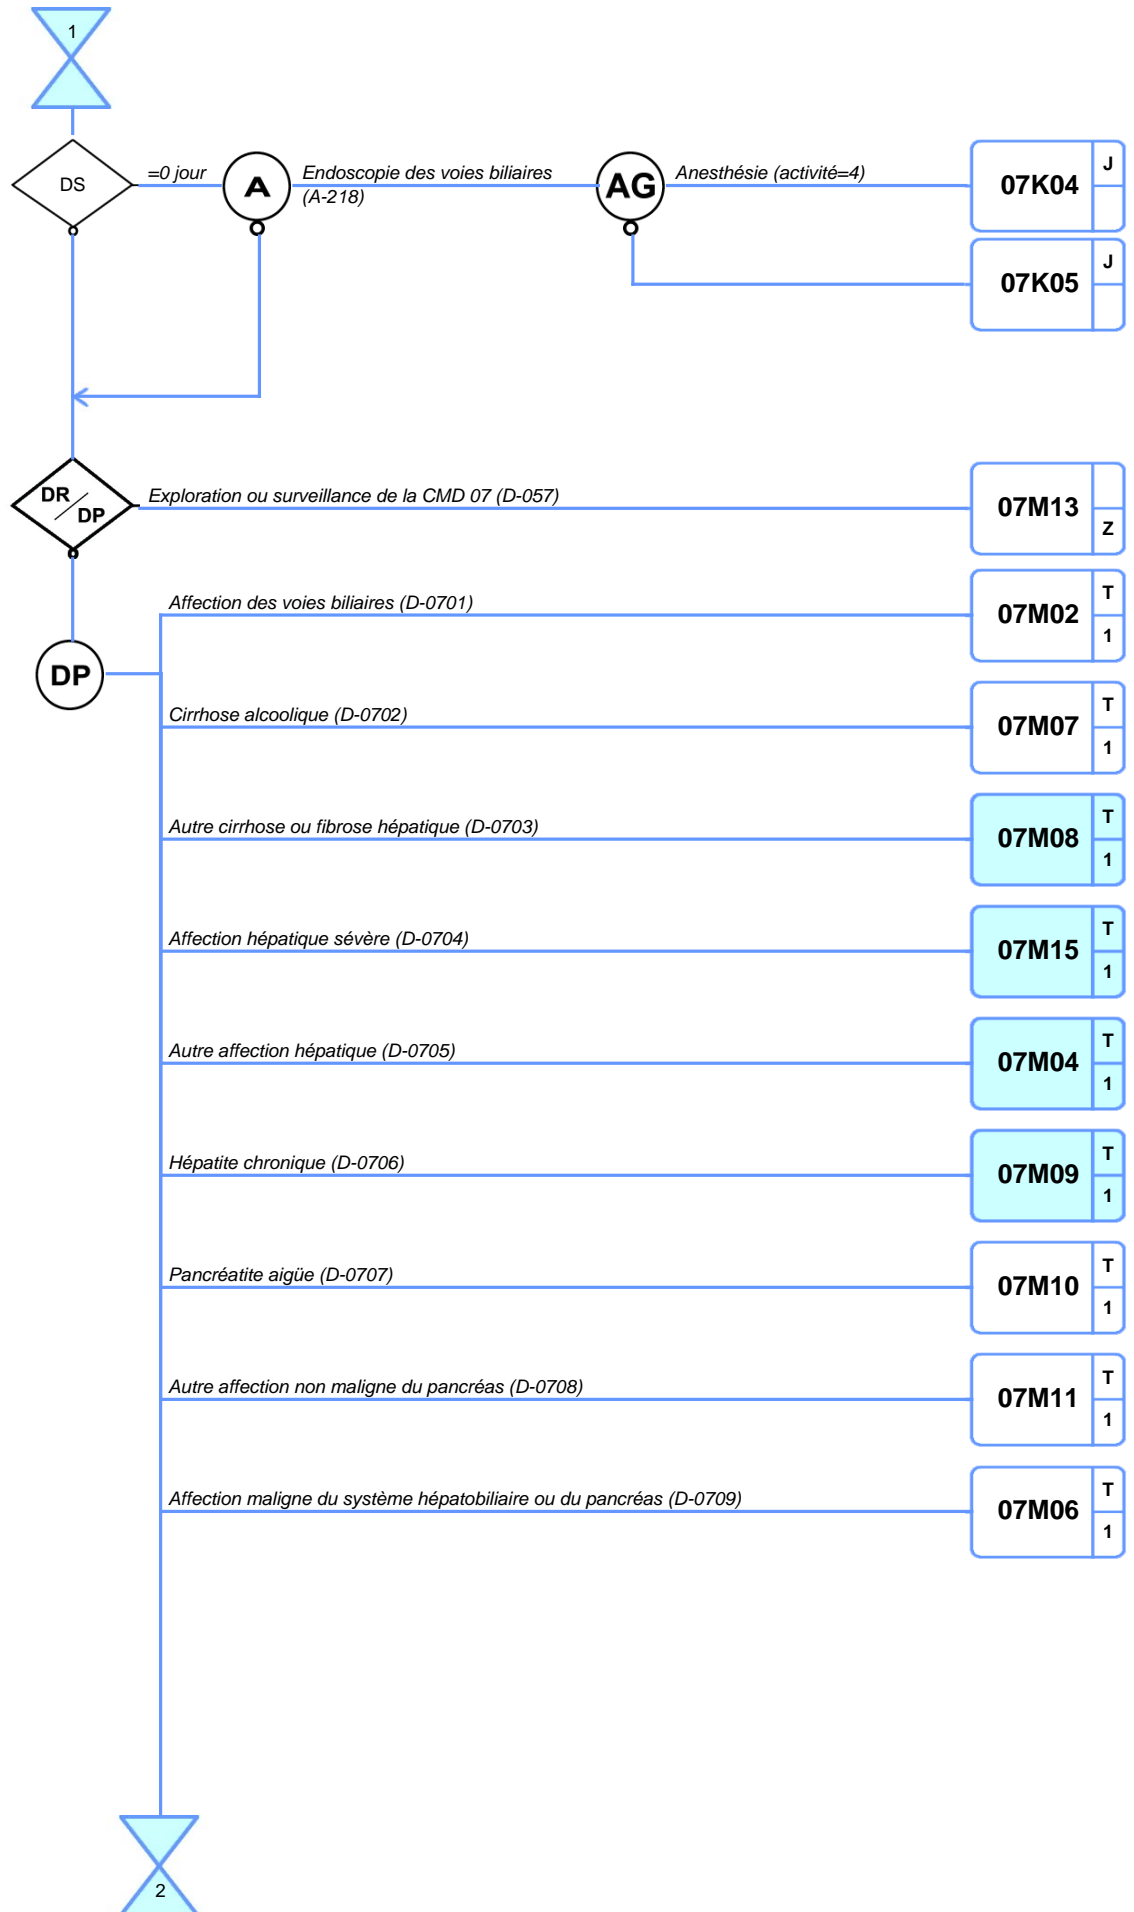 1
DS
=0 jour
A
Endoscopie des voies biliaires
(A-218)
AG
Anesthésie (activité=4)
07K04
J
07K05
J
DR
DP
Exploration ou surveillance de la CMD 07 (D-057)
07M13
Z
DP
Affection des voies biliaires (D-0701)
07M02
T
1
Cirrhose alcoolique (D-0702)
07M07
T
1
Autre cirrhose ou fibrose hépatique (D-0703)
07M08
T
1
Affection hépatique sévère (D-0704)
07M15
T
1
Autre affection hépatique (D-0705)
07M04
T
1
Hépatite chronique (D-0706)
07M09
T
1
Pancréatite aigüe (D-0707)
07M10
T
1
Autre affection non maligne du pancréas (D-0708)
07M11
T
1
Affection maligne du système hépatobiliaire ou du pancréas (D-0709)
07M06
T
1
2